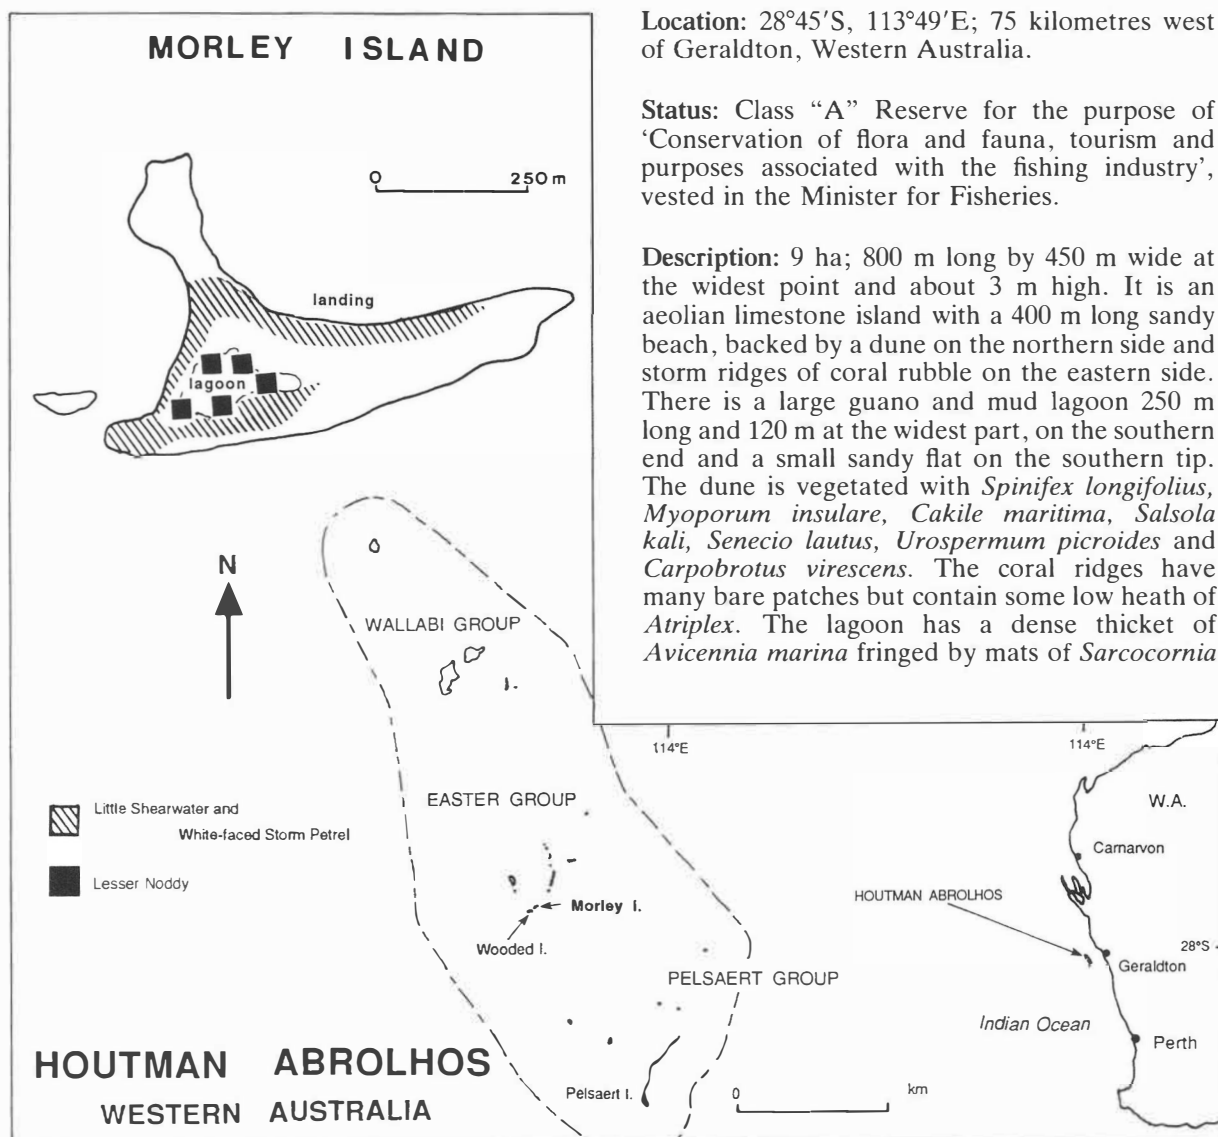 MORLEY ISLAND
0 250 m
landing
lagoon
N
WALLABI GROUP
EASTER GROUP
Little Shearwater and
White-faced Storm Petrel
Lesser Noddy
Morley I.
Wooded I.
PELSAERT GROUP
Pelsaert I.
0 km
HOUTMAN ABROLHOS
WESTERN AUSTRALIA
Location: 28°45′S, 113°49′E; 75 kilometres west
of Geraldton, Western Australia.
Status: Class “A” Reserve for the purpose of
‘Conservation of flora and fauna, tourism and
purposes associated with the fishing industry’,
vested in the Minister for Fisheries.
Description: 9 ha; 800 m long by 450 m wide at
the widest point and about 3 m high. It is an
aeolian limestone island with a 400 m long sandy
beach, backed by a dune on the northern side and
storm ridges of coral rubble on the eastern side.
There is a large guano and mud lagoon 250 m
long and 120 m at the widest part, on the southern
end and a small sandy flat on the southern tip.
The dune is vegetated with Spinifex longifolius,
Myoporum insulare, Cakile maritima, Salsola
kali, Senecio lautus, Urospermum picroides and
Carpobrotus virescens. The coral ridges have
many bare patches but contain some low heath of
Atriplex. The lagoon has a dense thicket of
Avicennia marina fringed by mats of Sarcocornia
114°E
114°E
W.A.
Carnarvon
HOUTMAN ABROLHOS
28°S
Geraldton
Indian Ocean
Perth